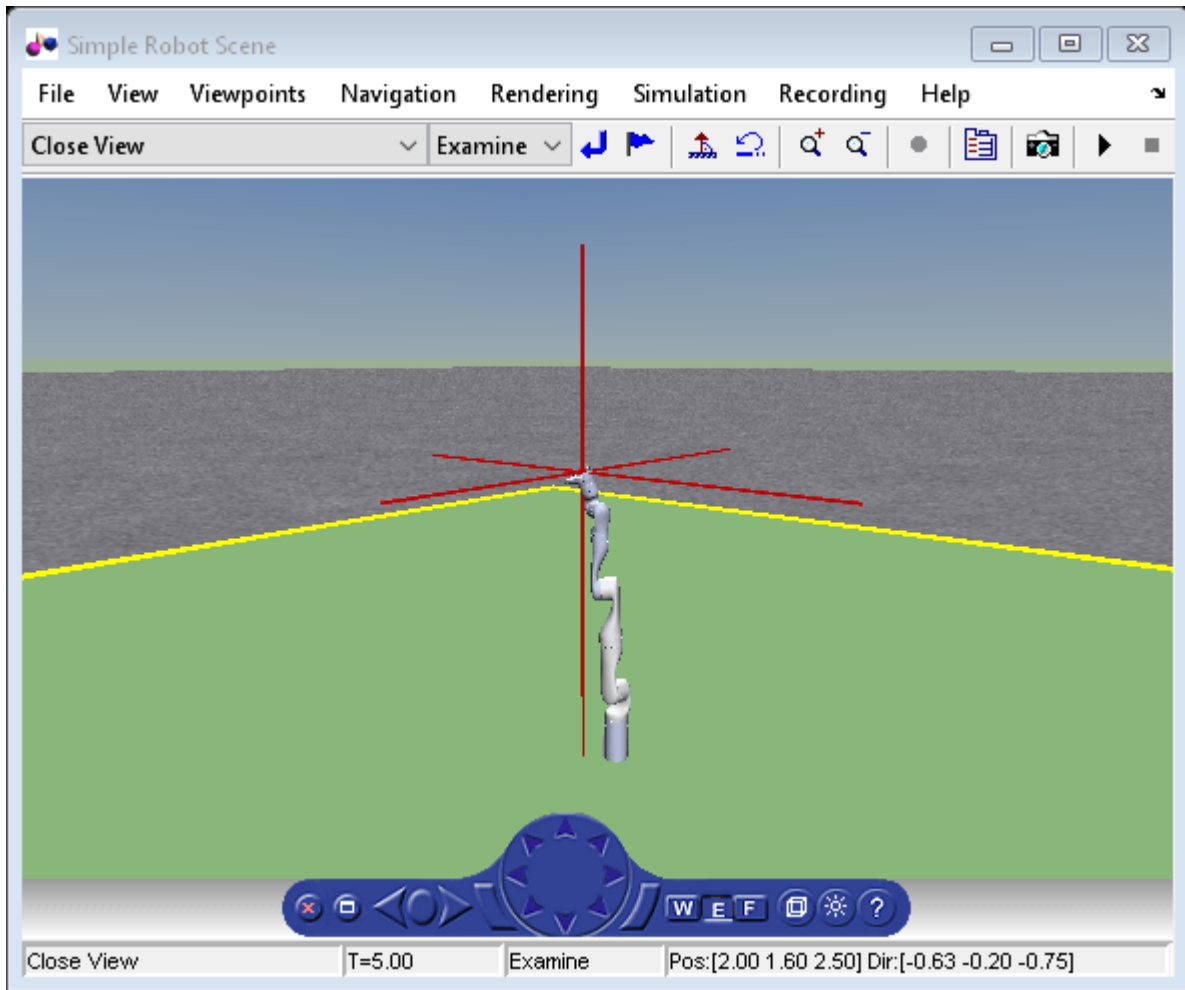 Simple Robot Scene
File View Viewpoints Navigation Rendering Simulation Recording Help
Close View Examine
W E F ?
Close View T=5.00 Examine Pos:[2.00 1.60 2.50] Dir:[-0.63 -0.20 -0.75]